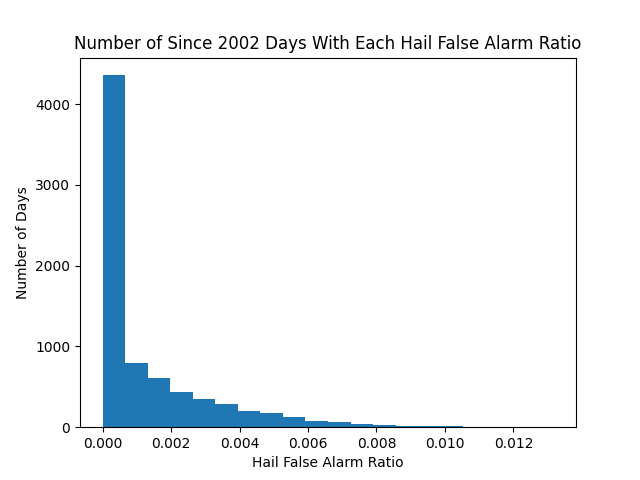 Number of Since 2002 Days With Each Hail False Alarm Ratio
4000
3000
2000
1000
0
Number of Days
0.000 0.002 0.004 0.006 0.008 0.010 0.012
Hail False Alarm Ratio